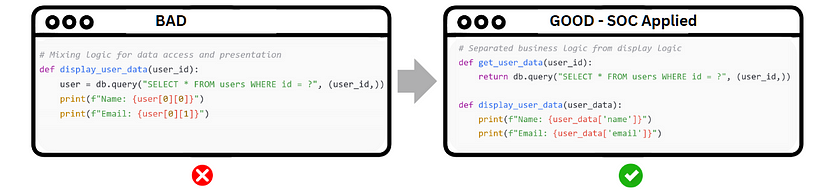 BAD
# Mixing logic for data access and presentation
def display_user_data(user_id):
    user = db.query("SELECT * FROM users WHERE id = ?", (user_id,))
    print(f"Name: {user[0][0]}")
    print(f"Email: {user[0][1]}")
GOOD - SOC Applied
# Separated business logic from display logic
def get_user_data(user_id):
    return db.query("SELECT * FROM users WHERE id = ?", (user_id,))
def display_user_data(user_data):
    print(f"Name: {user_data['name']}")
    print(f"Email: {user_data['email']}")